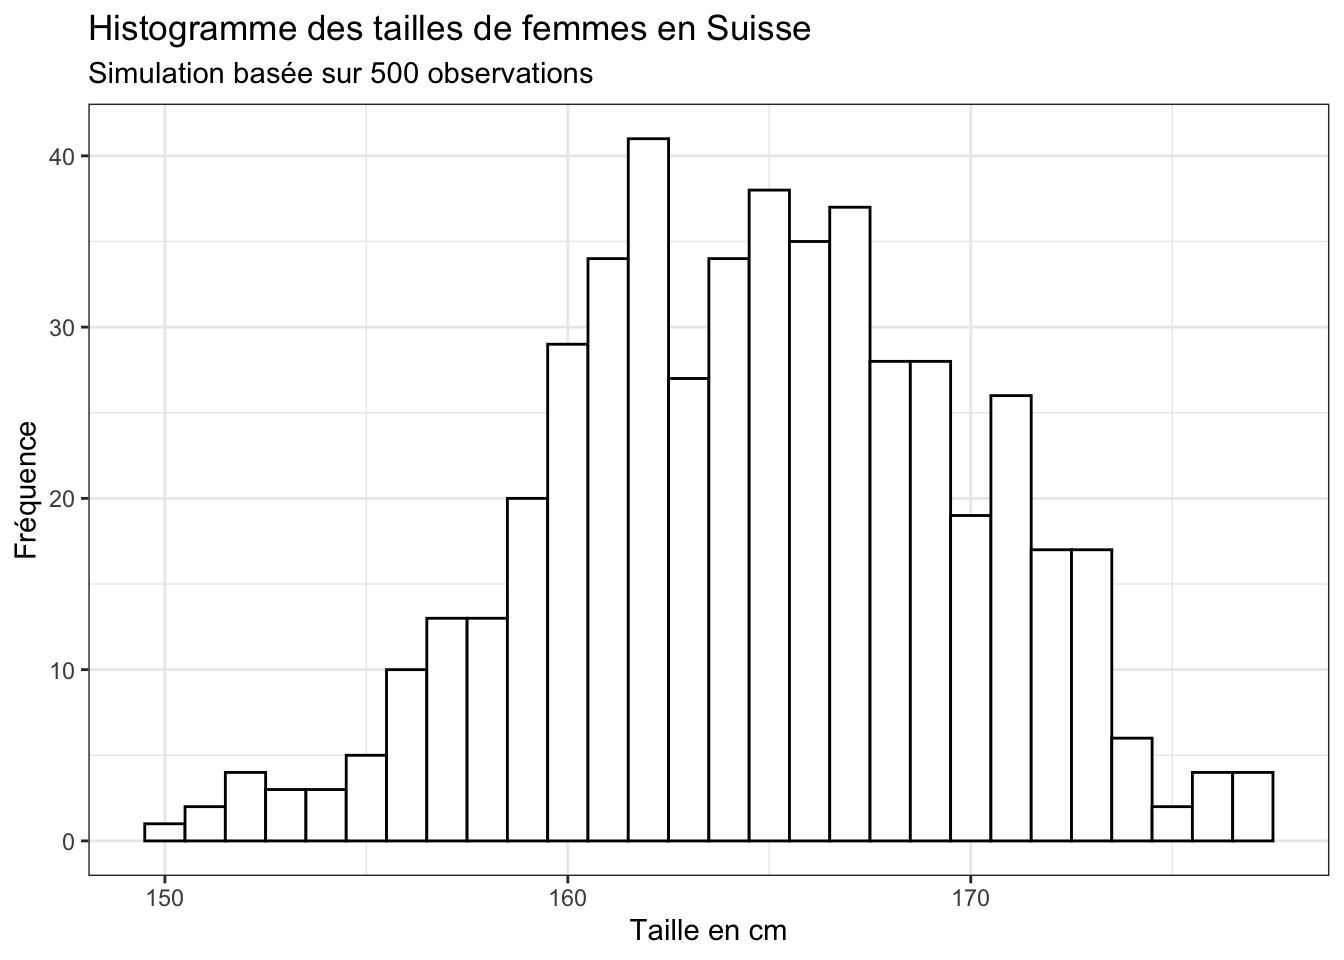 Histogramme des tailles de femmes en Suisse
Simulation basée sur 500 observations
40
30
20
10
0
Fréquence
150 160 170
Taille en cm